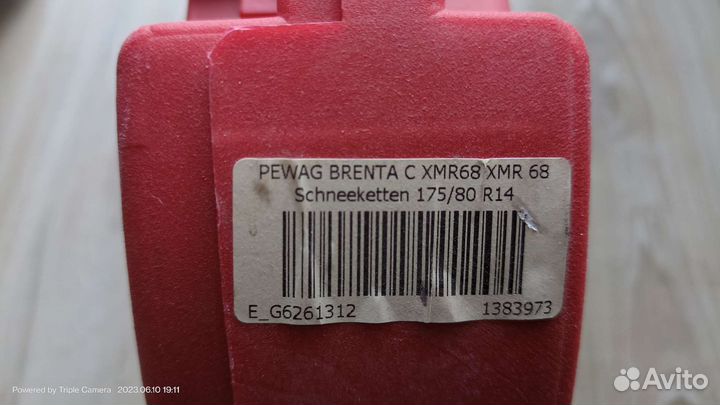 PEWAG BRENTA C XMR68 XMR 68
Schneeketten 175/80 R14
E_G6261312 1383973
Powered by Triple Camera 2023.06.10 19:11
Avito